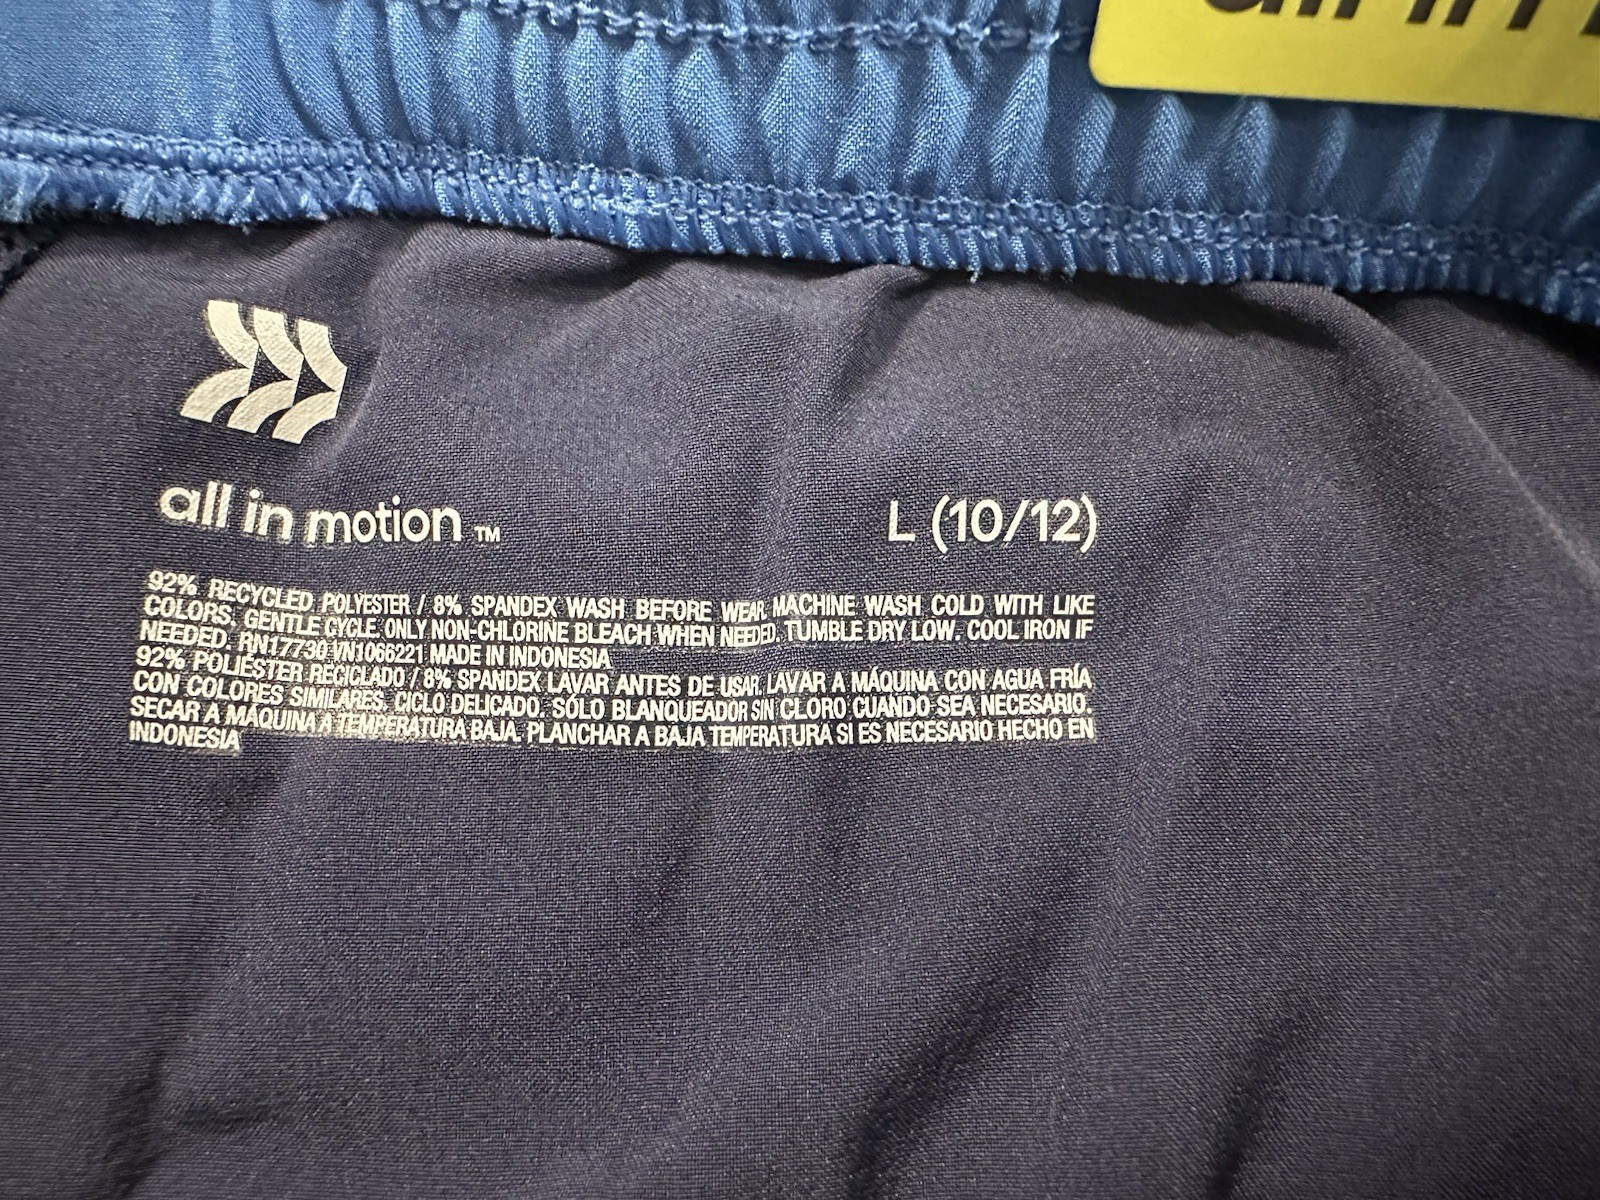 all in
all in motion ™
L (10/12)
92% RECYCLED POLYESTER / 8% SPANDEX WASH BEFORE WEAR. MACHINE WASH COLD WITH LIKE
COLORS. GENTLE CYCLE. ONLY NON-CHLORINE BLEACH WHEN NEEDED. TUMBLE DRY LOW. COOL IRON IF
NEEDED. RN17730 VN1066221 MADE IN INDONESIA
92% POLIÉSTER RECICLADO / 8% SPANDEX LAVAR ANTES DE USAR. LAVAR A MÁQUINA CON AGUA FRÍA
CON COLORES SIMILARES. CICLO DELICADO. SÓLO BLANQUEADOR SIN CLORO CUANDO SEA NECESARIO.
SECAR A MÁQUINA A TEMPERATURA BAJA. PLANCHAR A BAJA TEMPERATURA SI ES NECESARIO HECHO EN
INDONESIA